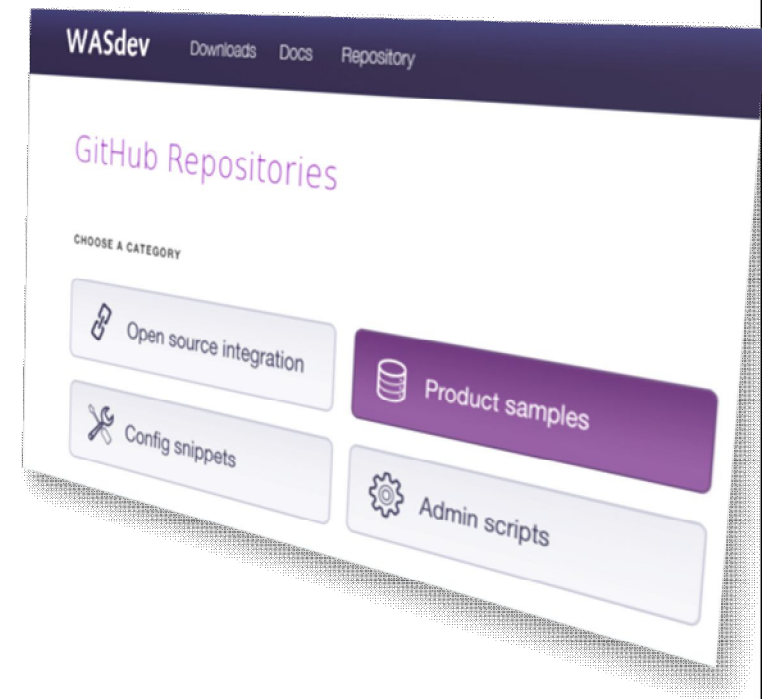 WASdev Downloads Docs Repository
GitHub Repositories
CHOOSE A CATEGORY
Open source integration
Product samples
Config snippets
Admin scripts